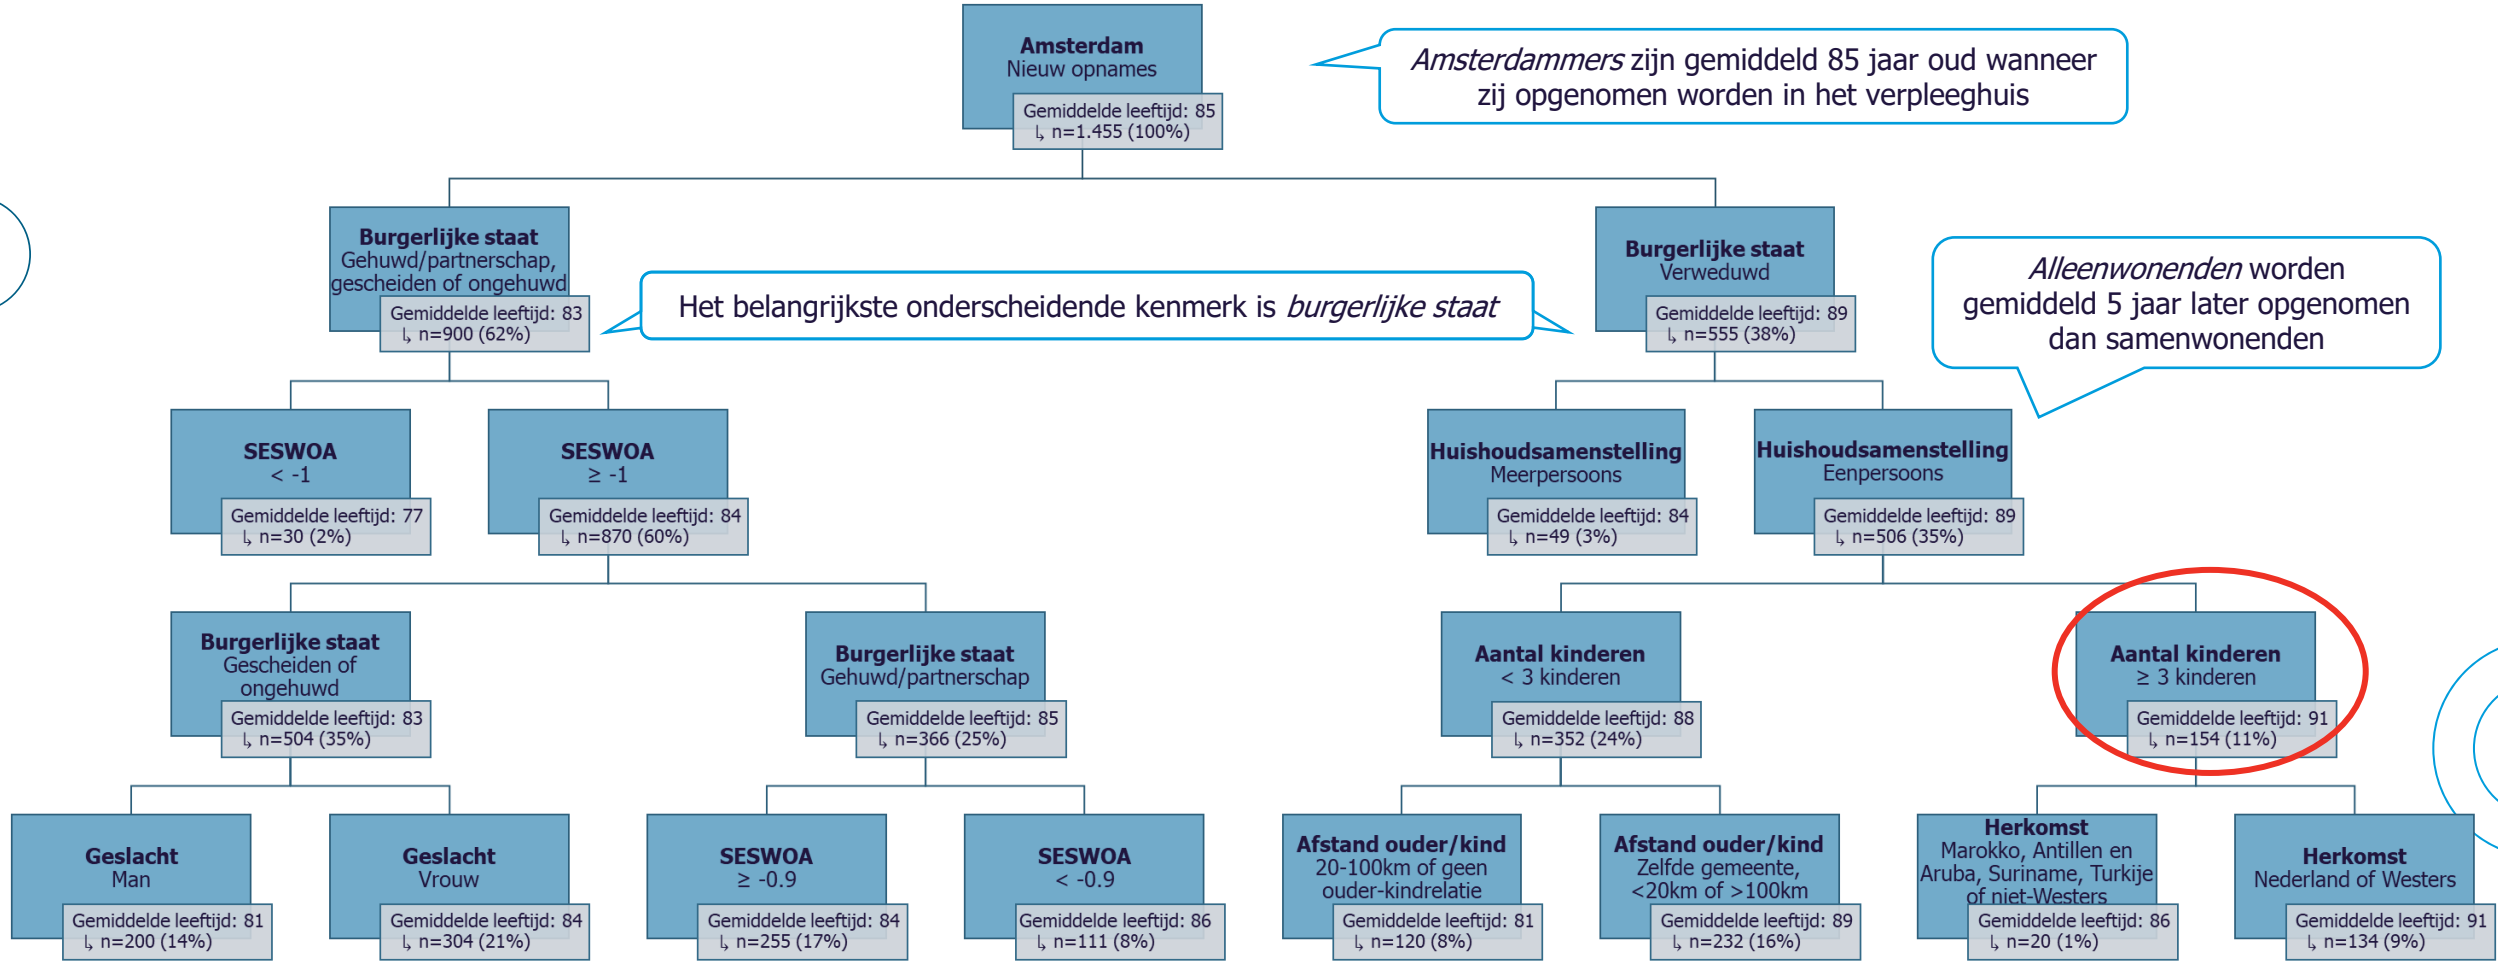 Amsterdam
Nieuw opnames
Gemiddelde leeftijd: 85
↳ n=1.455 (100%)
Amsterdammers zijn gemiddeld 85 jaar oud wanneer
zij opgenomen worden in het verpleeghuis
Burgerlijke staat
Gehuwd/partnerschap,
gescheiden of ongehuwd
Gemiddelde leeftijd: 83
↳ n=900 (62%)
Het belangrijkste onderscheidende kenmerk is burgerlijke staat
Burgerlijke staat
Verweduwd
Gemiddelde leeftijd: 89
↳ n=555 (38%)
Alleenwonenden worden
gemiddeld 5 jaar later opgenomen
dan samenwonenden
SESWOA
< -1
Gemiddelde leeftijd: 77
↳ n=30 (2%)
SESWOA
≥ -1
Gemiddelde leeftijd: 84
↳ n=870 (60%)
Huishoudsamenstelling
Meerpersoons
Gemiddelde leeftijd: 84
↳ n=49 (3%)
Huishoudsamenstelling
Eenpersoons
Gemiddelde leeftijd: 89
↳ n=506 (35%)
Burgerlijke staat
Gescheiden of
ongehuwd
Gemiddelde leeftijd: 83
↳ n=504 (35%)
Burgerlijke staat
Gehuwd/partnerschap
Gemiddelde leeftijd: 85
↳ n=366 (25%)
Aantal kinderen
< 3 kinderen
Gemiddelde leeftijd: 88
↳ n=352 (24%)
Aantal kinderen
≥ 3 kinderen
Gemiddelde leeftijd: 91
↳ n=154 (11%)
Geslacht
Man
Gemiddelde leeftijd: 81
↳ n=200 (14%)
Geslacht
Vrouw
Gemiddelde leeftijd: 84
↳ n=304 (21%)
SESWOA
≥ -0.9
Gemiddelde leeftijd: 84
↳ n=255 (17%)
SESWOA
< -0.9
Gemiddelde leeftijd: 86
↳ n=111 (8%)
Afstand ouder/kind
20-100km of geen
ouder-kindrelatie
Gemiddelde leeftijd: 81
↳ n=120 (8%)
Afstand ouder/kind
Zelfde gemeente,
<20km of >100km
Gemiddelde leeftijd: 89
↳ n=232 (16%)
Herkomst
Marokko, Antillen en
Aruba, Suriname, Turkije
of niet-Westers
Gemiddelde leeftijd: 86
↳ n=20 (1%)
Herkomst
Nederland of Westers
Gemiddelde leeftijd: 91
↳ n=134 (9%)